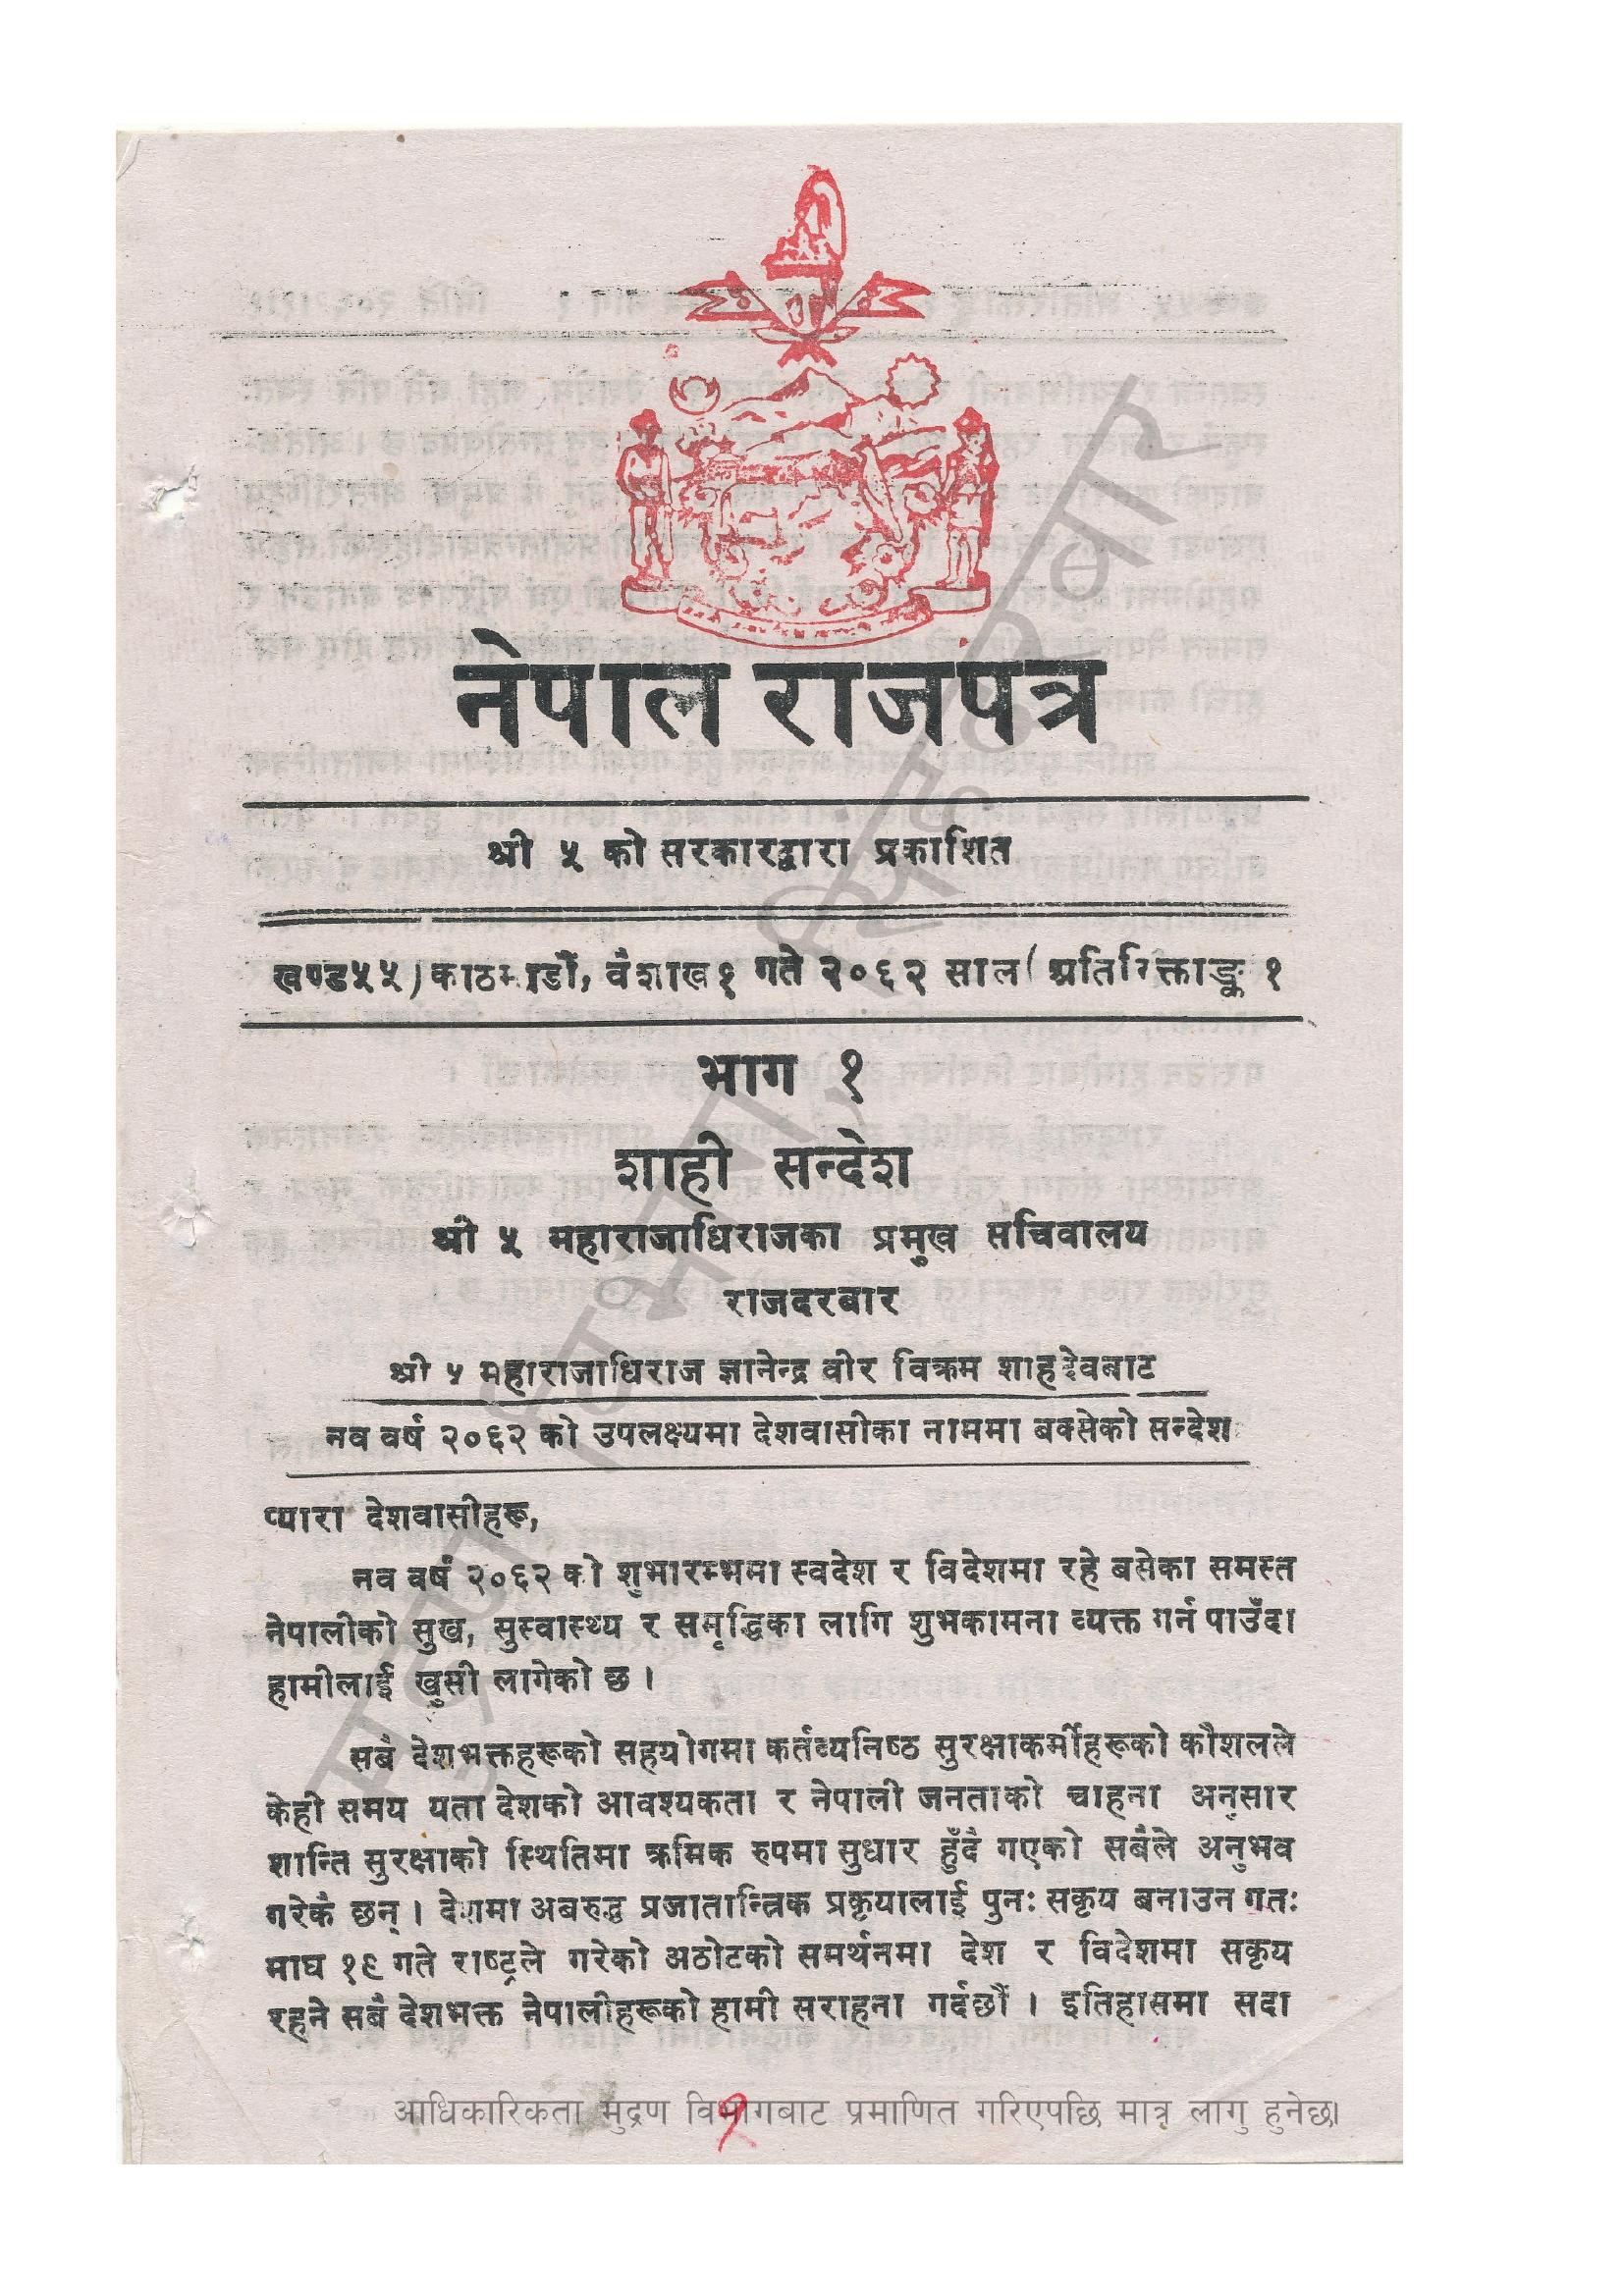 नेपाल राजपत्र
श्री ५ को सरकारद्वारा प्रकाशित
खण्ड ५५) काठमाडौं, वैशाख १ गते २०६२ साल ( अतिरिक्ताङ्क १
भाग १
शाही सन्देश
श्री ५ महाराजाधिराजका प्रमुख सचिवालय
राजदरबार
श्री ५ महाराजाधिराज ज्ञानेन्द्र वीर विक्रम शाहदेवबाट
नव वर्ष २०६२ को उपलक्ष्यमा देशवासीका नाममा बक्सेको सन्देश
प्यारा देशवासीहरू,
नव वर्ष २०६२ को शुभारम्भमा स्वदेश र विदेशमा रहे बसेका समस्त
नेपालीको सुख, सुस्वास्थ्य र समृद्धिका लागि शुभकामना व्यक्त गर्न पाउँदा
हामीलाई खुसी लागेको छ ।
सबै देशभक्तहरूको सहयोगमा कर्तव्यनिष्ठ सुरक्षाकर्मीहरूको कौशलले
केही समय यता देशको आवश्यकता र नेपाली जनताको चाहना अनुसार
शान्ति सुरक्षाको स्थितिमा क्रमिक रुपमा सुधार हुँदै गएको सबैले अनुभव
गरेकै छन् । देशमा अबरुद्ध प्रजातान्त्रिक प्रकृयालाई पुनः सकृय बनाउन गतः
माघ १९ गते राष्ट्रले गरेको अठोटको समर्थनमा देश र विदेशमा सकृय
रहने सबै देशभक्त नेपालीहरूको हामी सराहना गर्दछौं । इतिहासमा सदा
आधिकारिकता मुद्रण विभागबाट प्रमाणित गरिएपछि मात्र लागु हुनेछ।
१
मुद्रण विभाग, सिंहदरबार